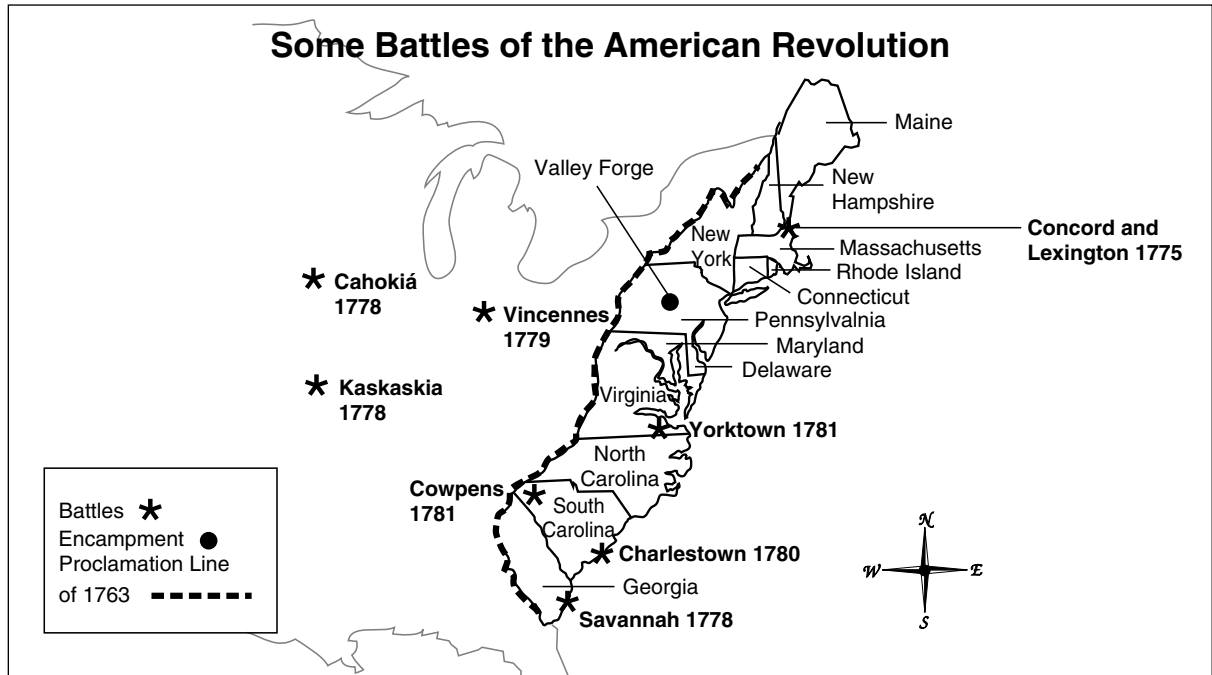 Some Battles of the American Revolution
Maine
Valley Forge
New
Hampshire
Concord and
Lexington 1775
New
York
Massachusetts
Rhode Island
Connecticut
Cahokiá
1778
Vincennes
1779
Pennsylvalnia
Maryland
Delaware
Kaskaskia
1778
Virginia
Yorktown 1781
North
Carolina
Cowpens
1781
South
Carolina
Charlestown 1780
Georgia
Savannah 1778
Battles
Encampment
Proclamation Line
of 1763
N
W
E
S